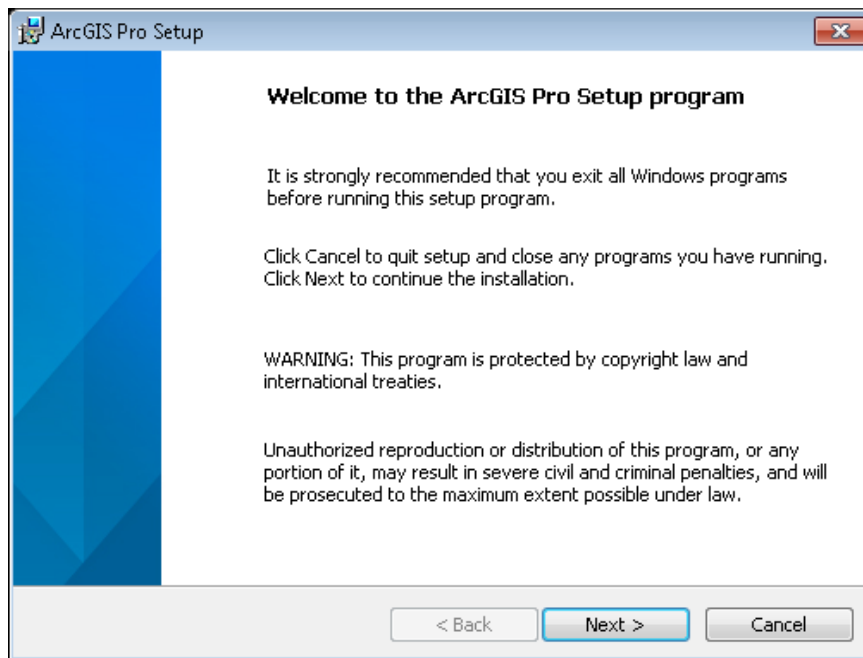 ArcGIS Pro Setup
Welcome to the ArcGIS Pro Setup program
It is strongly recommended that you exit all Windows programs
before running this setup program.
Click Cancel to quit setup and close any programs you have running.
Click Next to continue the installation.
WARNING: This program is protected by copyright law and
international treaties.
Unauthorized reproduction or distribution of this program, or any
portion of it, may result in severe civil and criminal penalties, and will
be prosecuted to the maximum extent possible under law.
< Back Next > Cancel